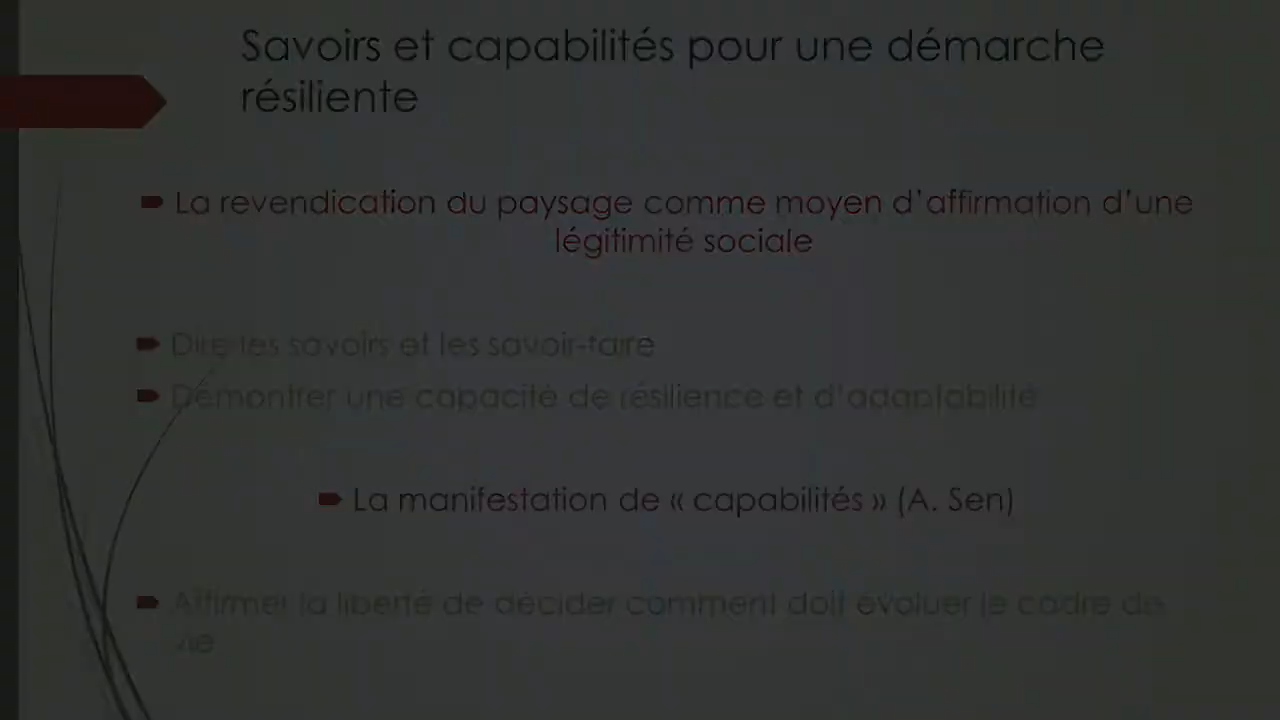 Savoirs et capabilités pour une démarche
résiliente
La revendication du paysage comme moyen d’affirmation d’une
légitimité sociale
Dire les savoirs et les savoir-faire
Démontrer une capacité de résilience et d’adaptabilité
La manifestation de « capabilités » (A. Sen)
Affirmer la liberté de décider comment doit évoluer le cadre de
vie